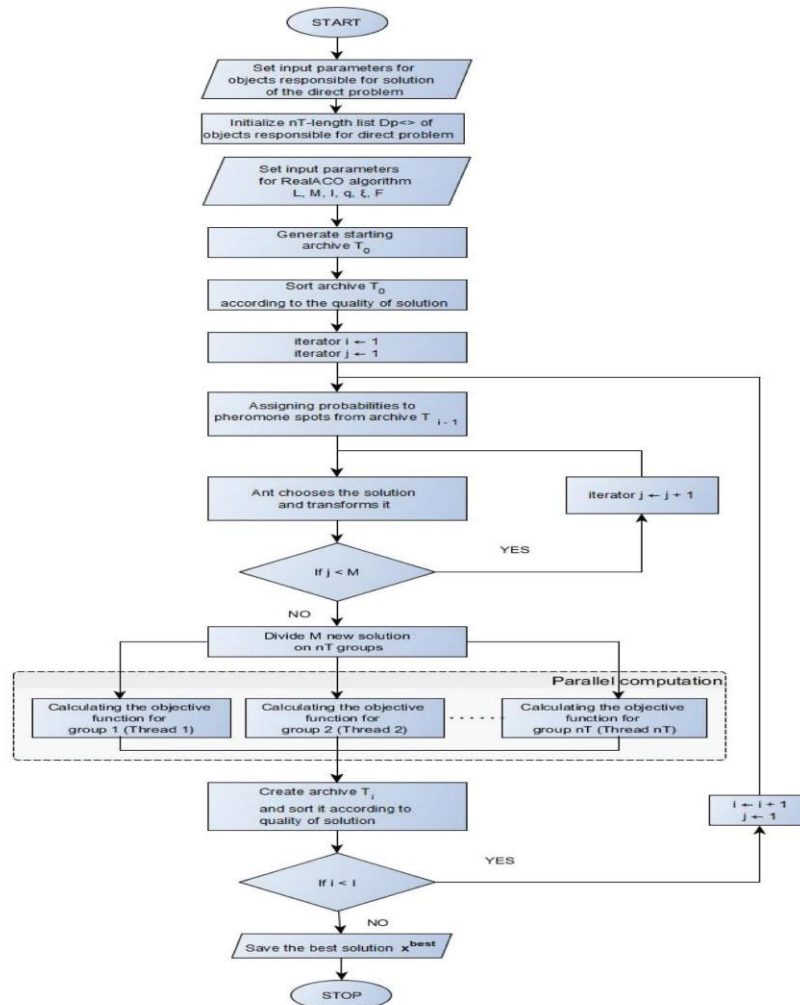 START
Set input parameters for
objects responsible for solution
of the direct problem
Initialize nT-length list Dp<> of
objects responsible for direct problem
Set input parameters
for RealACO algorithm
L, M, I, q, ξ, F
Generate starting
archive T0
Sort archive T0
according to the quality of solution
iterator i ← 1
iterator j ← 1
Assigning probabilities to
pheromone spots from archive T i - 1
Ant chooses the solution
and transforms it
iterator j ← j + 1
YES
If j < M
NO
Divide M new solution
on nT groups
Parallel computation
Calculating the objective
function for
group 1 (Thread 1)
Calculating the objective
function for
group 2 (Thread 2)
. . . . . .
Calculating the objective
function for
group nT (Thread nT)
Create archive Ti
and sort it according to
quality of solution
i ← i + 1
j ← 1
YES
If i < I
NO
Save the best solution xbest
STOP